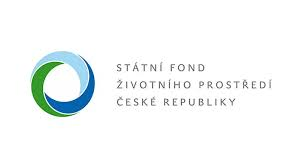 STÁTNÍ FOND
ŽIVOTNÍHO PROSTŘEDÍ
ČESKÉ REPUBLIKY